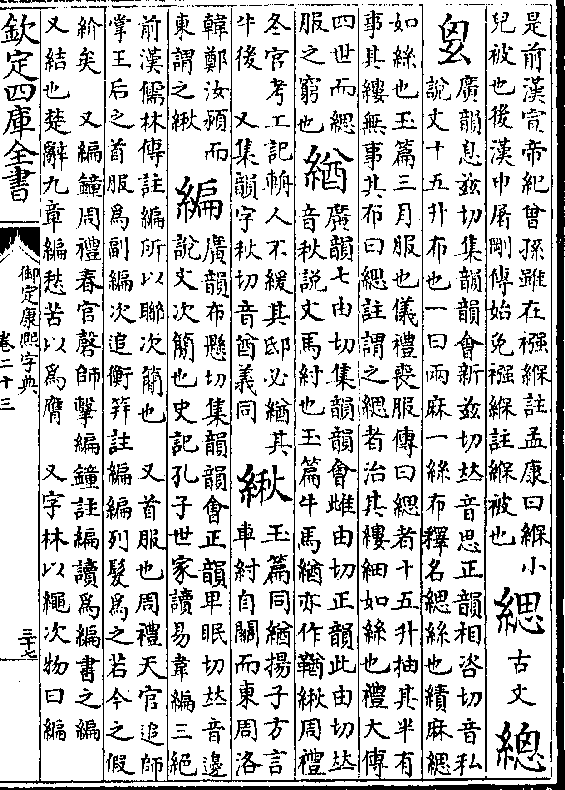 是前漢宣帝紀曾孫雖在襁緥註孟康曰緥小
兒被也後漢申屠剛傳始免襁緥註緥被也
緦
古文
緫
𢇃
廣韻息玆切集韻韻會新玆切𠀤音思正韻相咨切音私
說文十五升布也一曰兩麻一絲布釋名緦絲也績麻緦
如絲也玉篇三月服也儀禮喪服傳曰緦者十五升抽其半有
事其縷無事其布曰緦註謂之緦者治其縷細如絲也禮大傳
四世而緦
服之窮也
緧
廣韻七由切集韻韻會雌由切正韻此由切𠀤
音秋說文馬紂也玉篇牛馬緧亦作鞧緅周禮
冬官考工記輈人不緩其邸必緧其
牛後 又集韻字秋切音酋義同
緅
玉篇同緧揚子方言
車紂自關而東周洛
韓鄭汝潁而
東謂之緅
編
廣韻布懸切集韻韻會正韻𤰞眠切𠀤音邊
說文次簡也史記孔子世家讀易韋編三絕
前漢儒林傳註編所以聯次簡也 又首服也周禮天官追師
掌王后之首服爲副編次追衡筓註編編列髮爲之若今之假
紒矣 又編鐘周禮春官磬師擊編鐘註編讀爲編書之編
又結也楚辭九章編愁苦以爲膺 又字林以繩次物曰編
欽定四庫全書
御定康熙字典
卷二十三
三十七